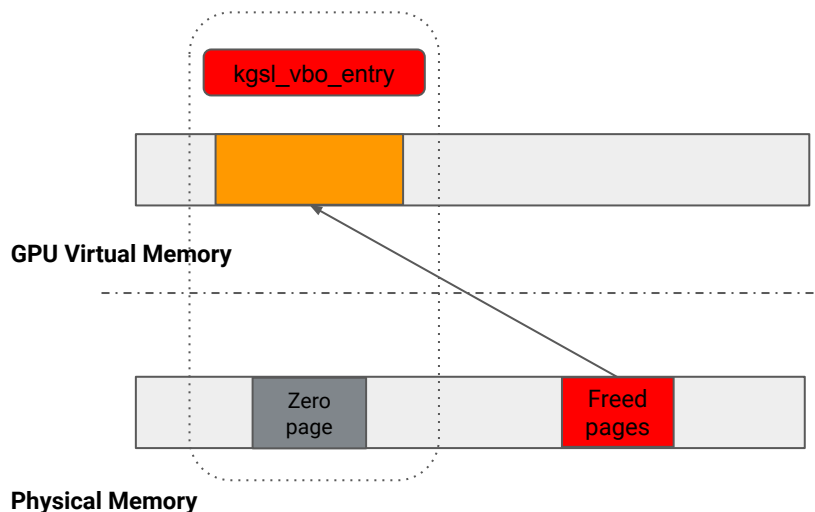 kgsl_vbo_entry
GPU Virtual Memory
Zero
page
Freed
pages
Physical Memory